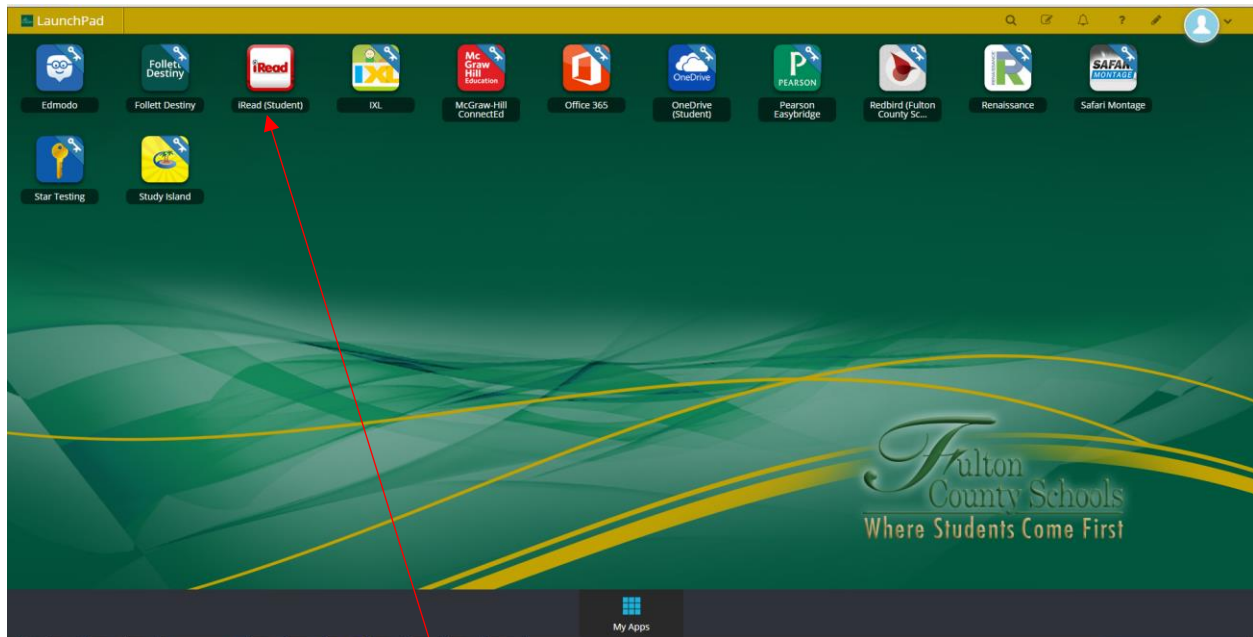 LaunchPad
?
Follett
Destiny
iRead
Mc
Graw
Hill
Education
OneDrive
PEARSON
SAFARI
MONTAGE
Edmodo
Follett Destiny
iRead (Student)
IXL
McGraw-Hill
ConnectEd
Office 365
OneDrive
(Student)
Pearson
Easybridge
Redbird (Fulton
County Sc...
Renaissance
Safari Montage
Star Testing
Study Island
Fulton
County Schools
Where Students Come First
My Apps